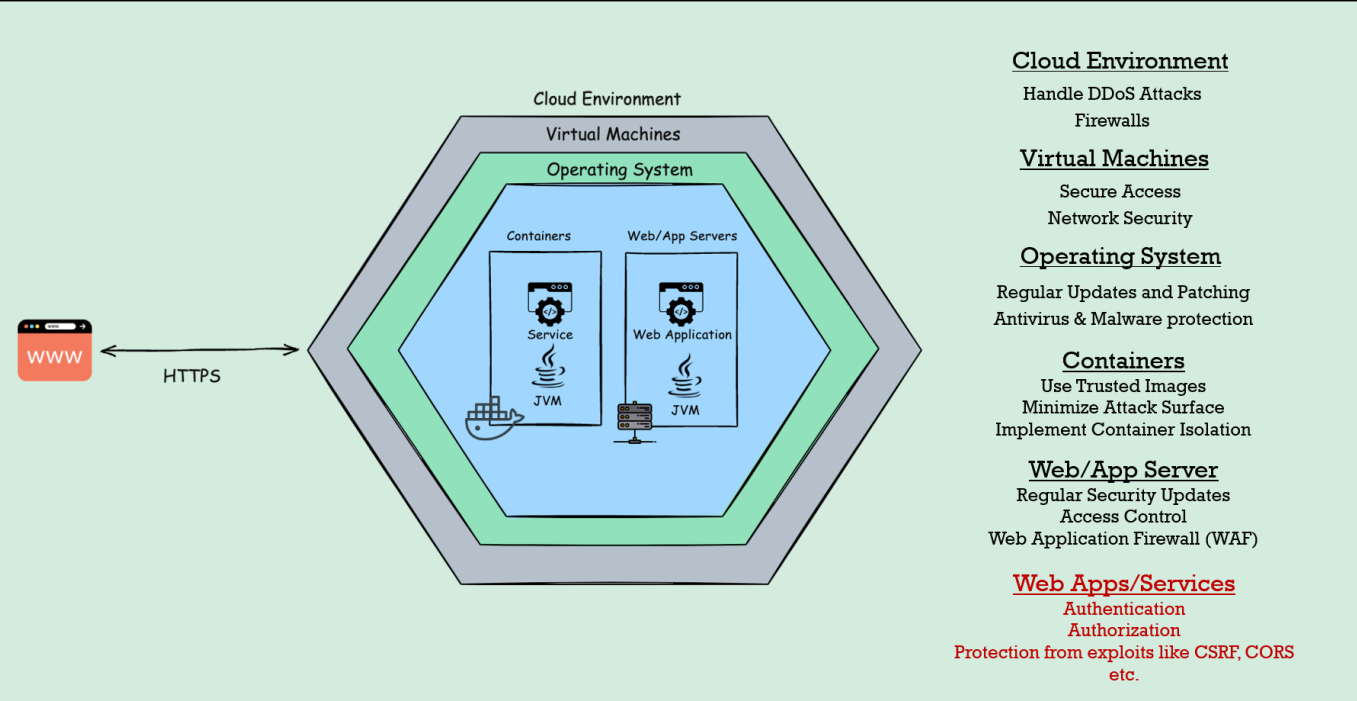 Cloud Environment
Virtual Machines
Operating System
Containers
Web/App Servers
Service
Web Application
JVM
JVM
www
WWW
HTTPS
Cloud Environment
Handle DDoS Attacks
Firewalls
Virtual Machines
Secure Access
Network Security
Operating System
Regular Updates and Patching
Antivirus & Malware protection
Containers
Use Trusted Images
Minimize Attack Surface
Implement Container Isolation
Web/App Server
Regular Security Updates
Access Control
Web Application Firewall (WAF)
Web Apps/Services
Authentication
Authorization
Protection from exploits like CSRF, CORS
etc.